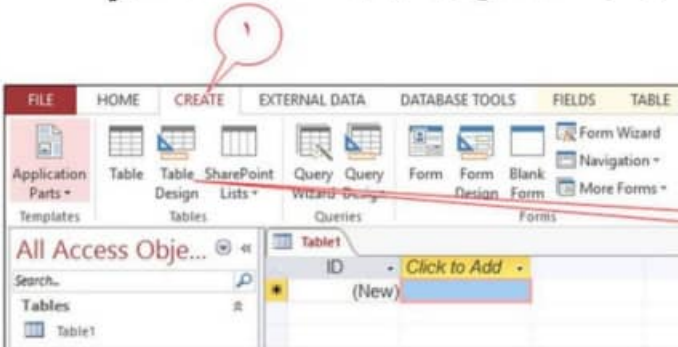 ١
FILE HOME CREATE EXTERNAL DATA DATABASE TOOLS FIELDS TABLE
Application Parts
Table
Table Design
SharePoint Lists
Query Wizard
Query Design
Form
Form Design
Blank Form
Form Wizard
Navigation
More Forms
Templates Tables Queries Forms
All Access Obje...
Search..
Tables
Table1
Table1
ID Click to Add
(New)